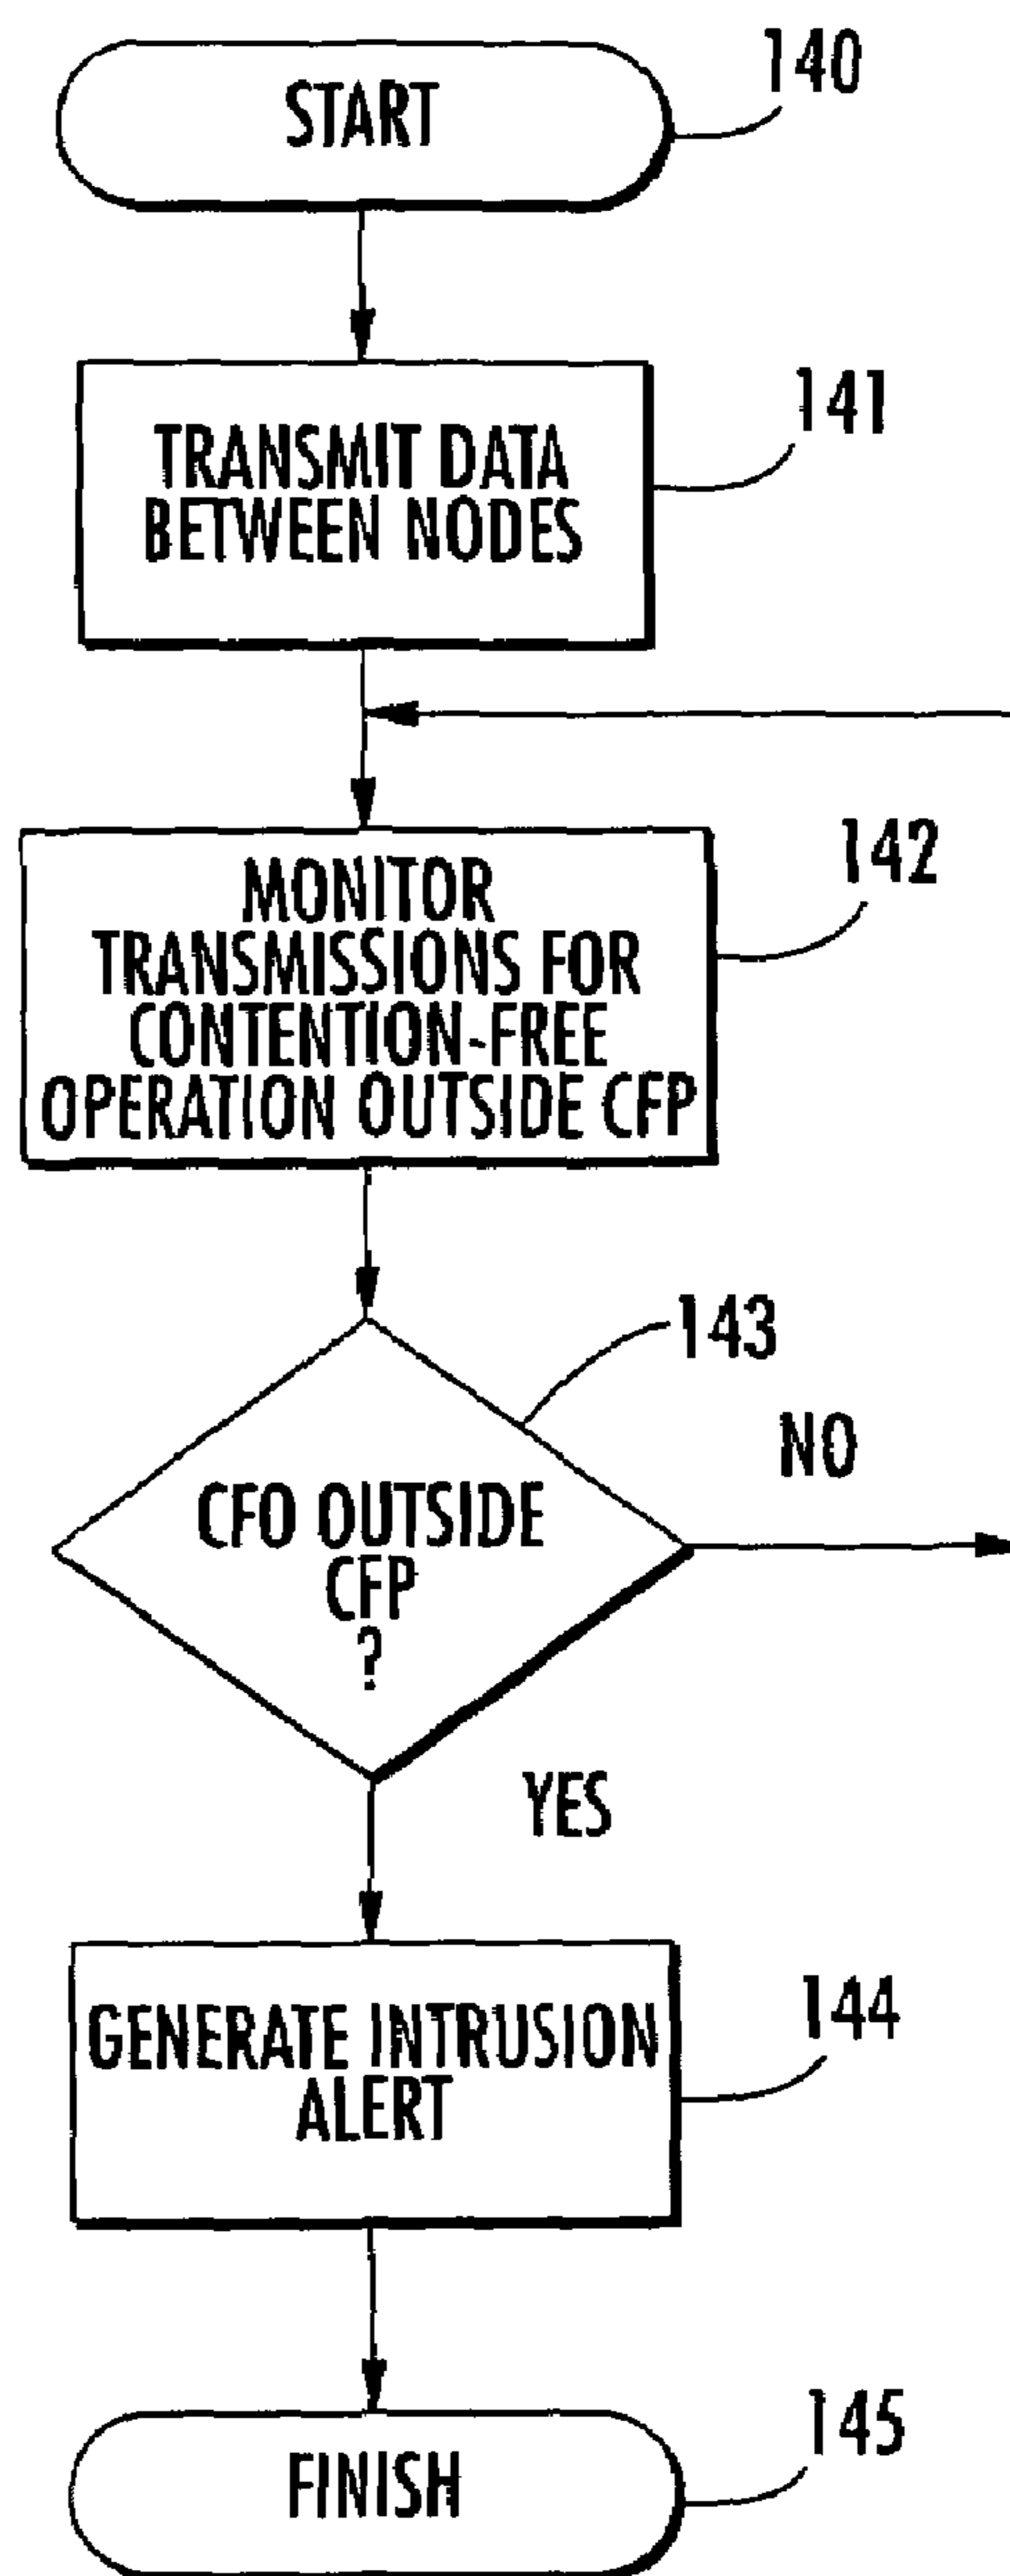 140
START
141
TRANSMIT DATA
BETWEEN NODES
142
MONITOR
TRANSMISSIONS FOR
CONTENTION-FREE
OPERATION OUTSIDE CFP
143
NO
CFO OUTSIDE
CFP
?
YES
144
GENERATE INTRUSION
ALERT
145
FINISH